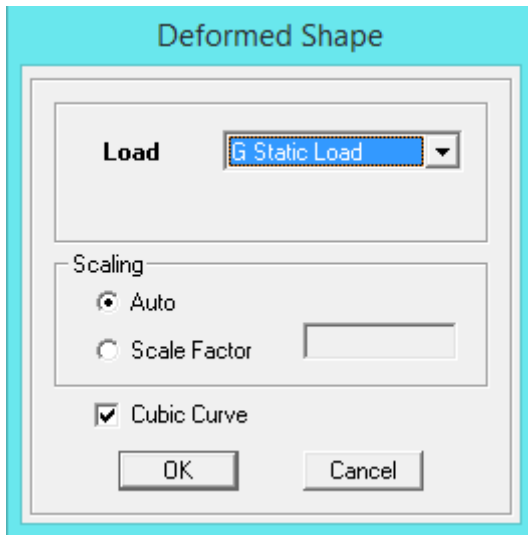 Deformed Shape
Load G Static Load
Scaling
Auto
Scale Factor
Cubic Curve
OK Cancel